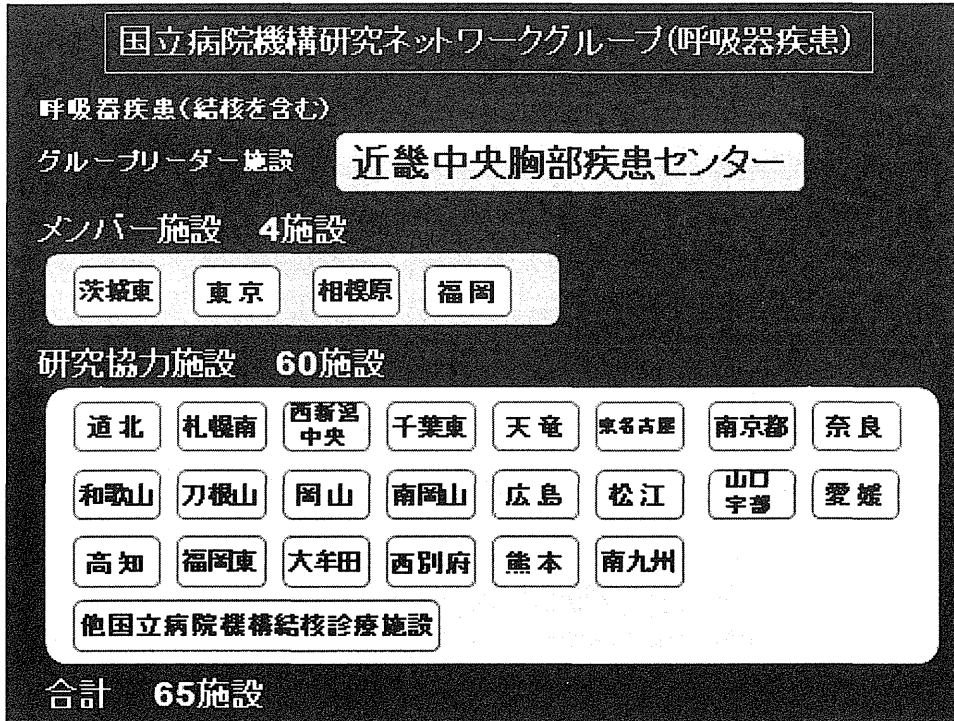 国立病院機構研究ネットワークグループ(呼吸器疾患)
呼吸器疾患(結核を含む)
グループリーダー施設 近畿中央胸部疾患センター
メンバー施設 4施設
茨城東 東京 相模原 福岡
研究協力施設 60施設
道北 札幌南 西新潟中央 千葉東 天竜 東名古屋 南京都 奈良
和歌山 刀根山 岡山 南岡山 広島 松江 山口宇部 愛媛
高知 福岡東 大牟田 西別府 熊本 南九州
他国立病院機構結核診療施設
合計 65施設